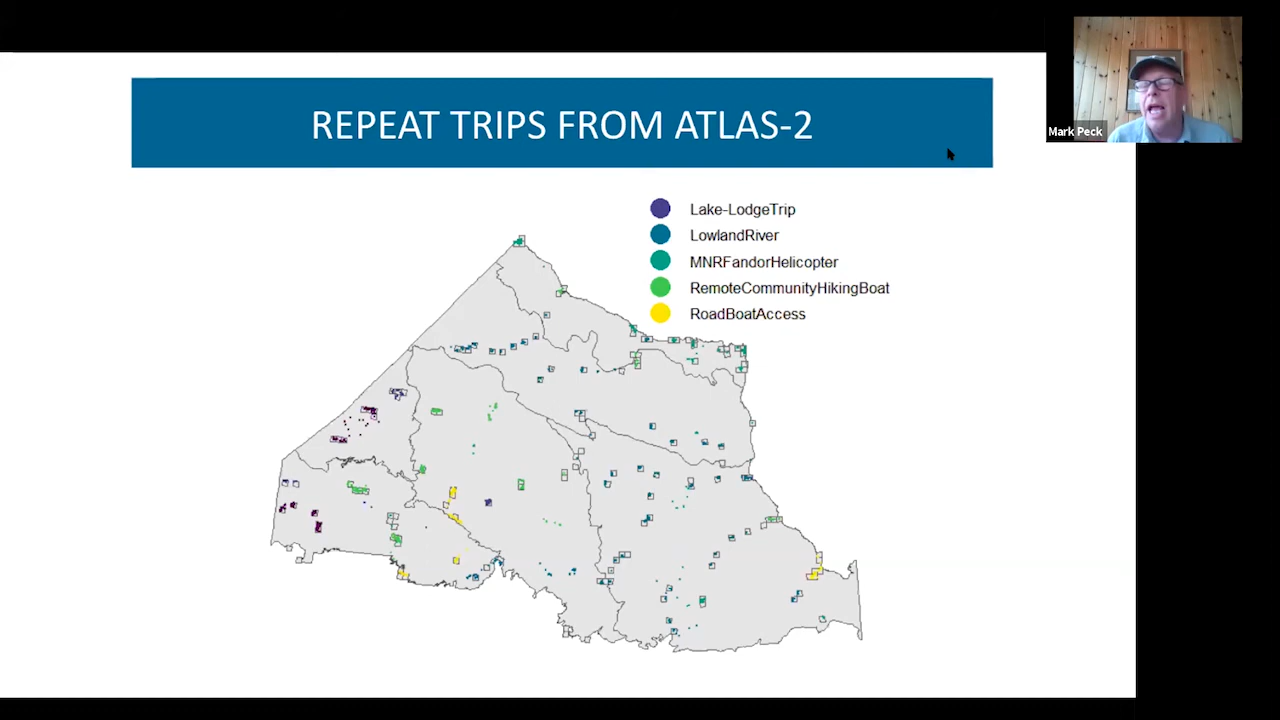 REPEAT TRIPS FROM ATLAS-2
Mark Peck
Lake-LodgeTrip
LowlandRiver
MNRFandorHelicopter
RemoteCommunityHikingBoat
RoadBoatAccess